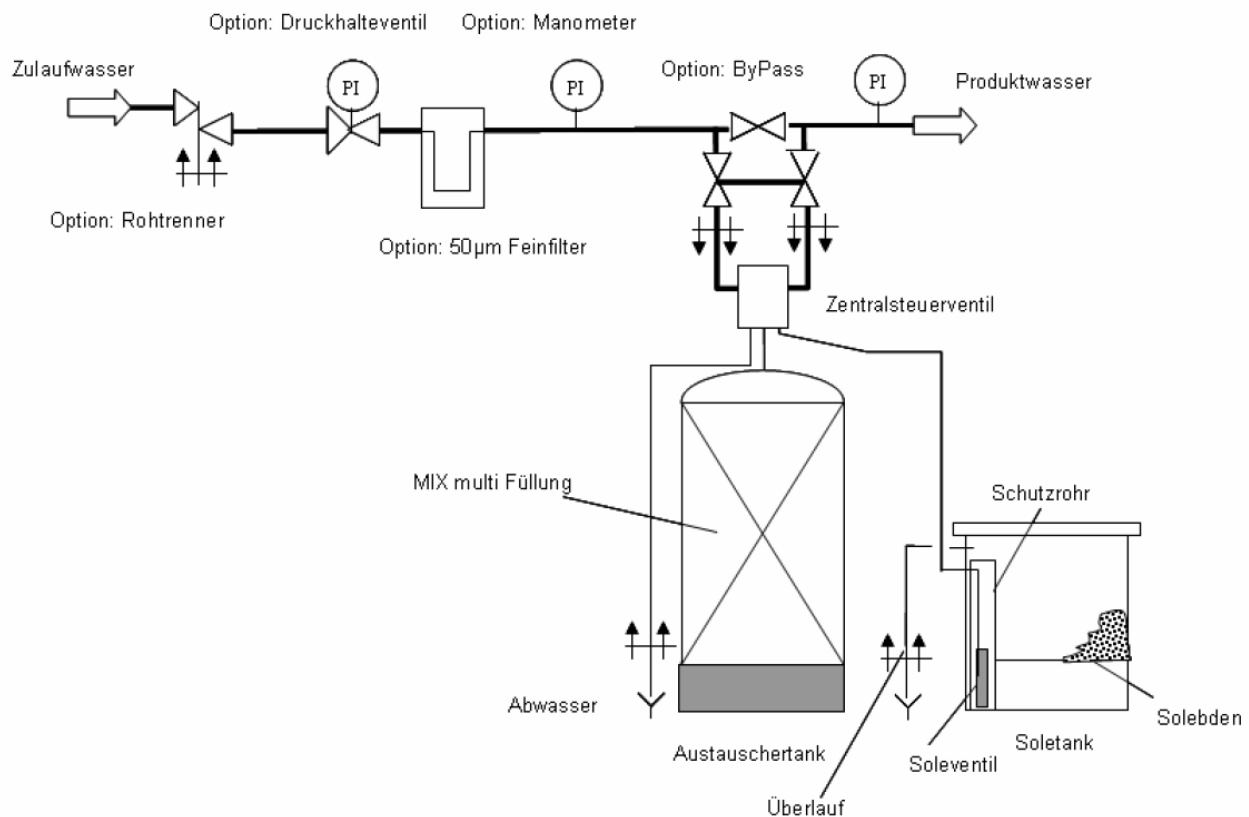 Option: Druckhalteventil
Option: Manometer
Zulaufwasser
PI
PI
Option: ByPass
PI
Produktwasser
Option: Rohtrenner
Option: 50µm Feinfilter
Zentralsteuerventil
MIX multi Füllung
Schutzrohr
Abwasser
Austauschertank
Solebden
Soletank
Soleventil
Überlauf